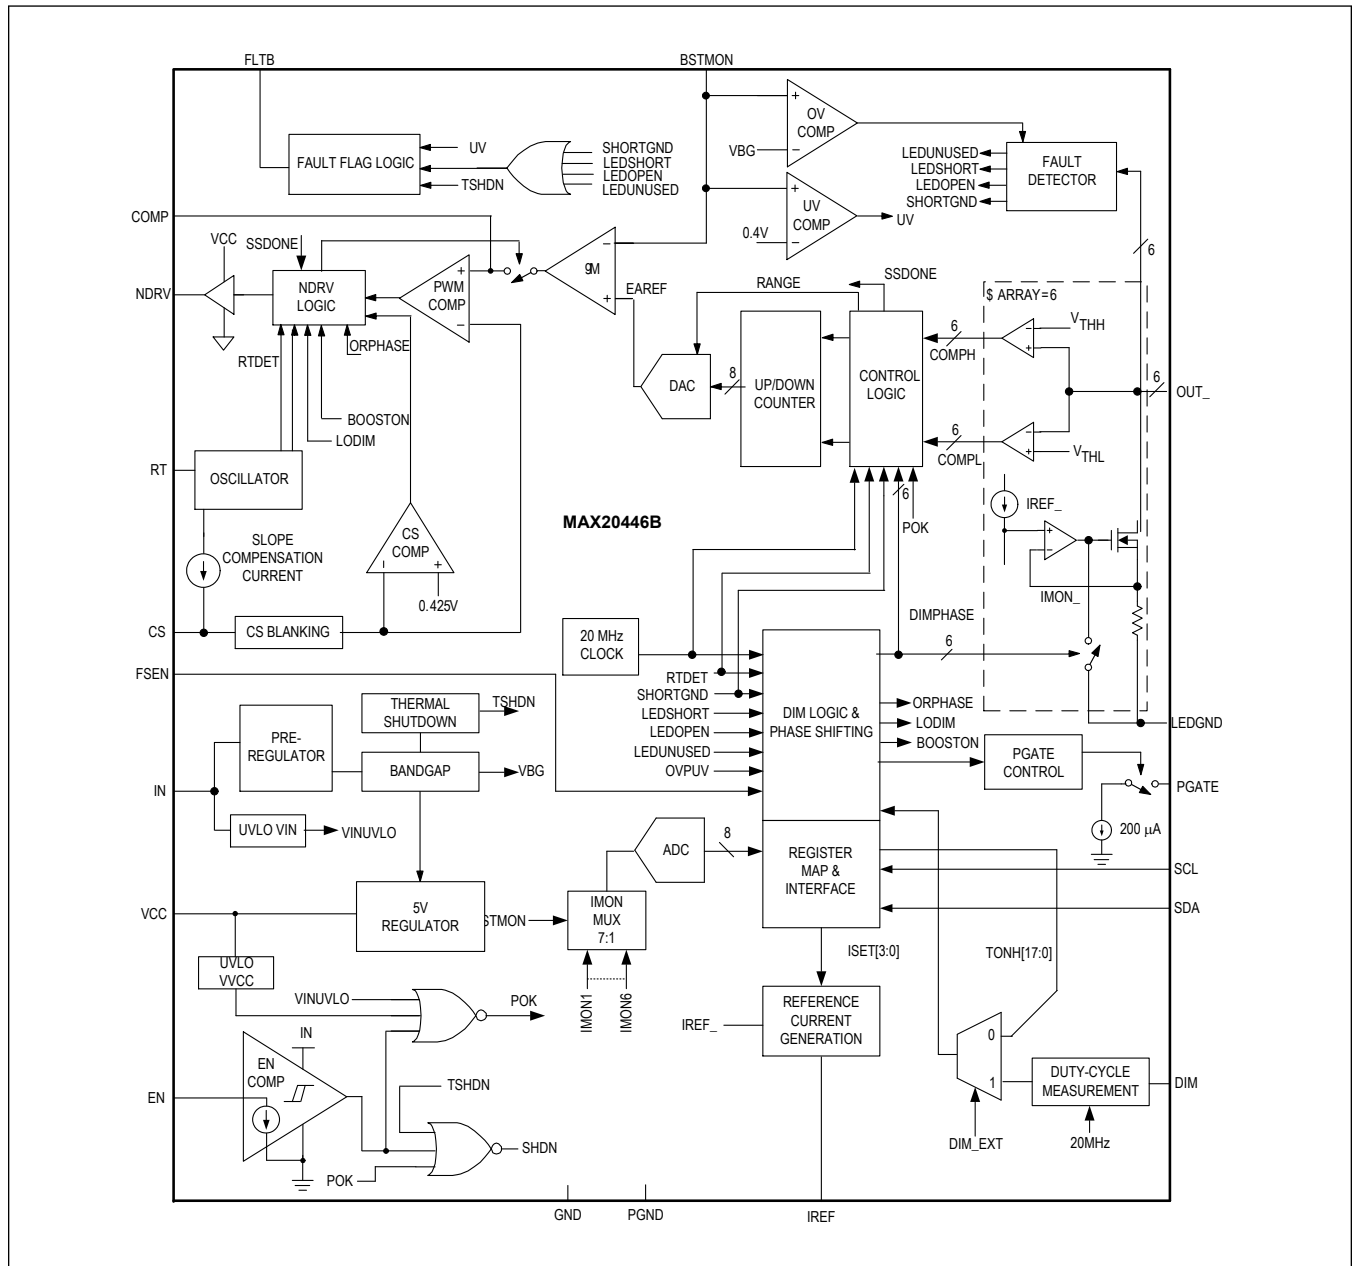 FLTB
BSTMON
FAULT FLAG LOGIC
UV
TSHDN
SHORTGND
LEDSHORT
LEDOPEN
LEDUNUSED
+
OV
COMP
VBG
−
LEDUNUSED
LEDSHORT
LEDOPEN
SHORTGND
FAULT
DETECTOR
+
UV
COMP
0.4V
−
UV
6
COMP
VCC
SSDONE
NDRV
NDRV
LOGIC
+
PWM
COMP
−
−
gM
+
EAREF
RTDET
ORPHASE
BOOSTON
LODIM
RANGE
SSDONE
DAC
8
UP/DOWN
COUNTER
CONTROL
LOGIC
6
COMPH
6
COMPL
$ ARRAY=6
−
+
VTHH
6
OUT_
−
+
VTHL
6
POK
IREF_
+
−
IMON_
RT
OSCILLATOR
SLOPE
COMPENSATION
CURRENT
CS
COMP
−
+
0.425V
MAX20446B
CS
CS BLANKING
FSEN
20 MHz
CLOCK
RTDET
SHORTGND
LEDSHORT
LEDOPEN
LEDUNUSED
OVPUV
DIM LOGIC &
PHASE SHIFTING
DIMPHASE
6
ORPHASE
LODIM
BOOSTON
LEDGND
PGATE
CONTROL
PGATE
200 μA
THERMAL
SHUTDOWN
TSHDN
PRE-
REGULATOR
BANDGAP
VBG
IN
UVLO VIN
VINUVLO
ADC
8
REGISTER
MAP &
INTERFACE
SCL
SDA
VCC
5V
REGULATOR
STMON
IMON
MUX
7:1
IMON1
IMON6
ISET[3:0]
TONH[17:0]
UVLO
VVCC
VINUVLO
POK
IREF_
REFERENCE
CURRENT
GENERATION
0
1
DUTY-CYCLE
MEASUREMENT
DIM
DIM_EXT
20MHz
IN
EN
COMP
EN
TSHDN
SHDN
POK
GND
PGND
IREF